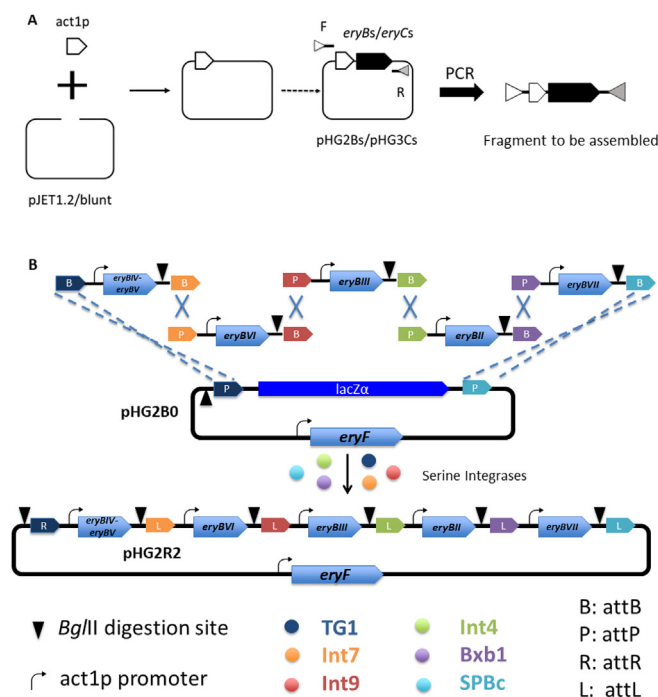 A
act1p
pJET1.2/blunt
F
eryBs/eryCs
R
pHG2Bs/pHG3Cs
PCR
Fragment to be assembled
B
B
eryBIV-
eryBV
B
P
eryBIII
B
P
eryBVII
B
P
eryBVI
B
P
eryBII
B
P
lacZα
P
pHG2B0
eryF
Serine Integrases
R
eryBIV-
eryBV
L
eryBVI
L
eryBIII
L
eryBII
L
eryBVII
L
pHG2R2
eryF
BglII digestion site
act1p promoter
TG1
Int7
Int9
Int4
Bxb1
SPBc
B: attB
P: attP
R: attR
L: attL